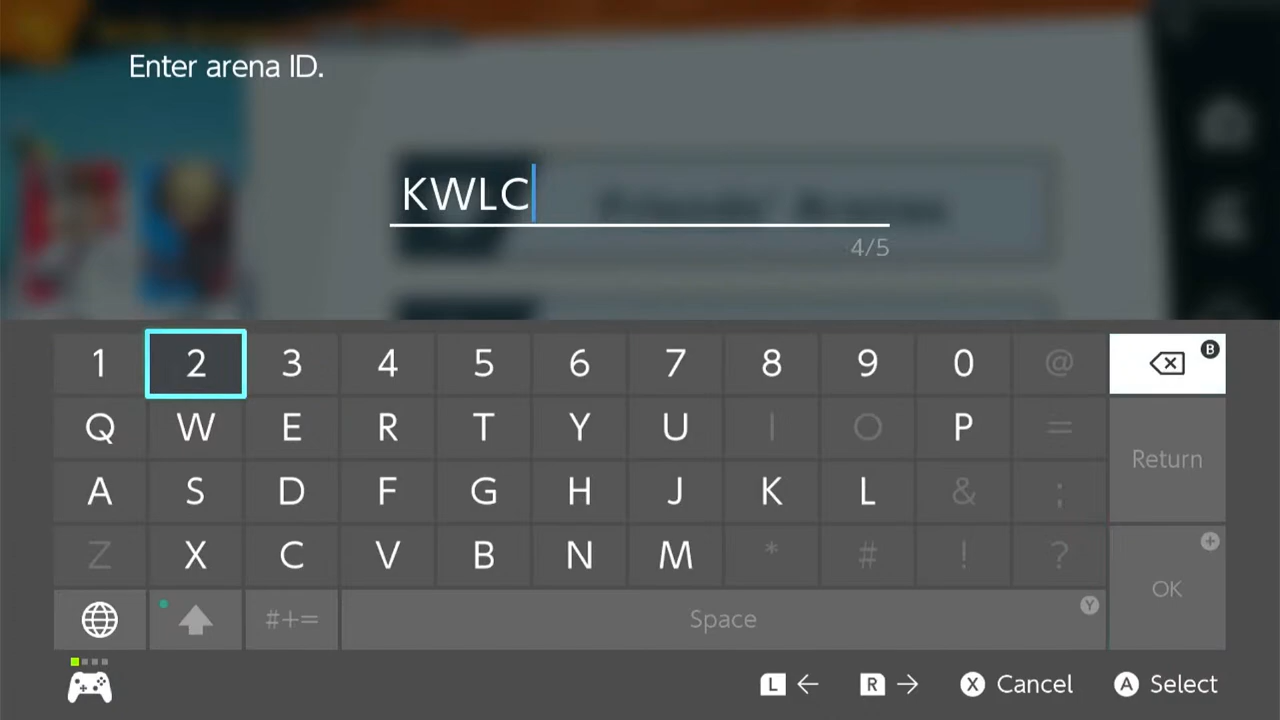 Enter arena ID.
KWLC
4/5
1 2 3 4 5 6 7 8 9 0 @ B
Q W E R T Y U I O P =
Return
A S D F G H J K L & ;
Z X C V B N M * # ! ? +
OK
#+= Space Y
L ← R → X Cancel A Select